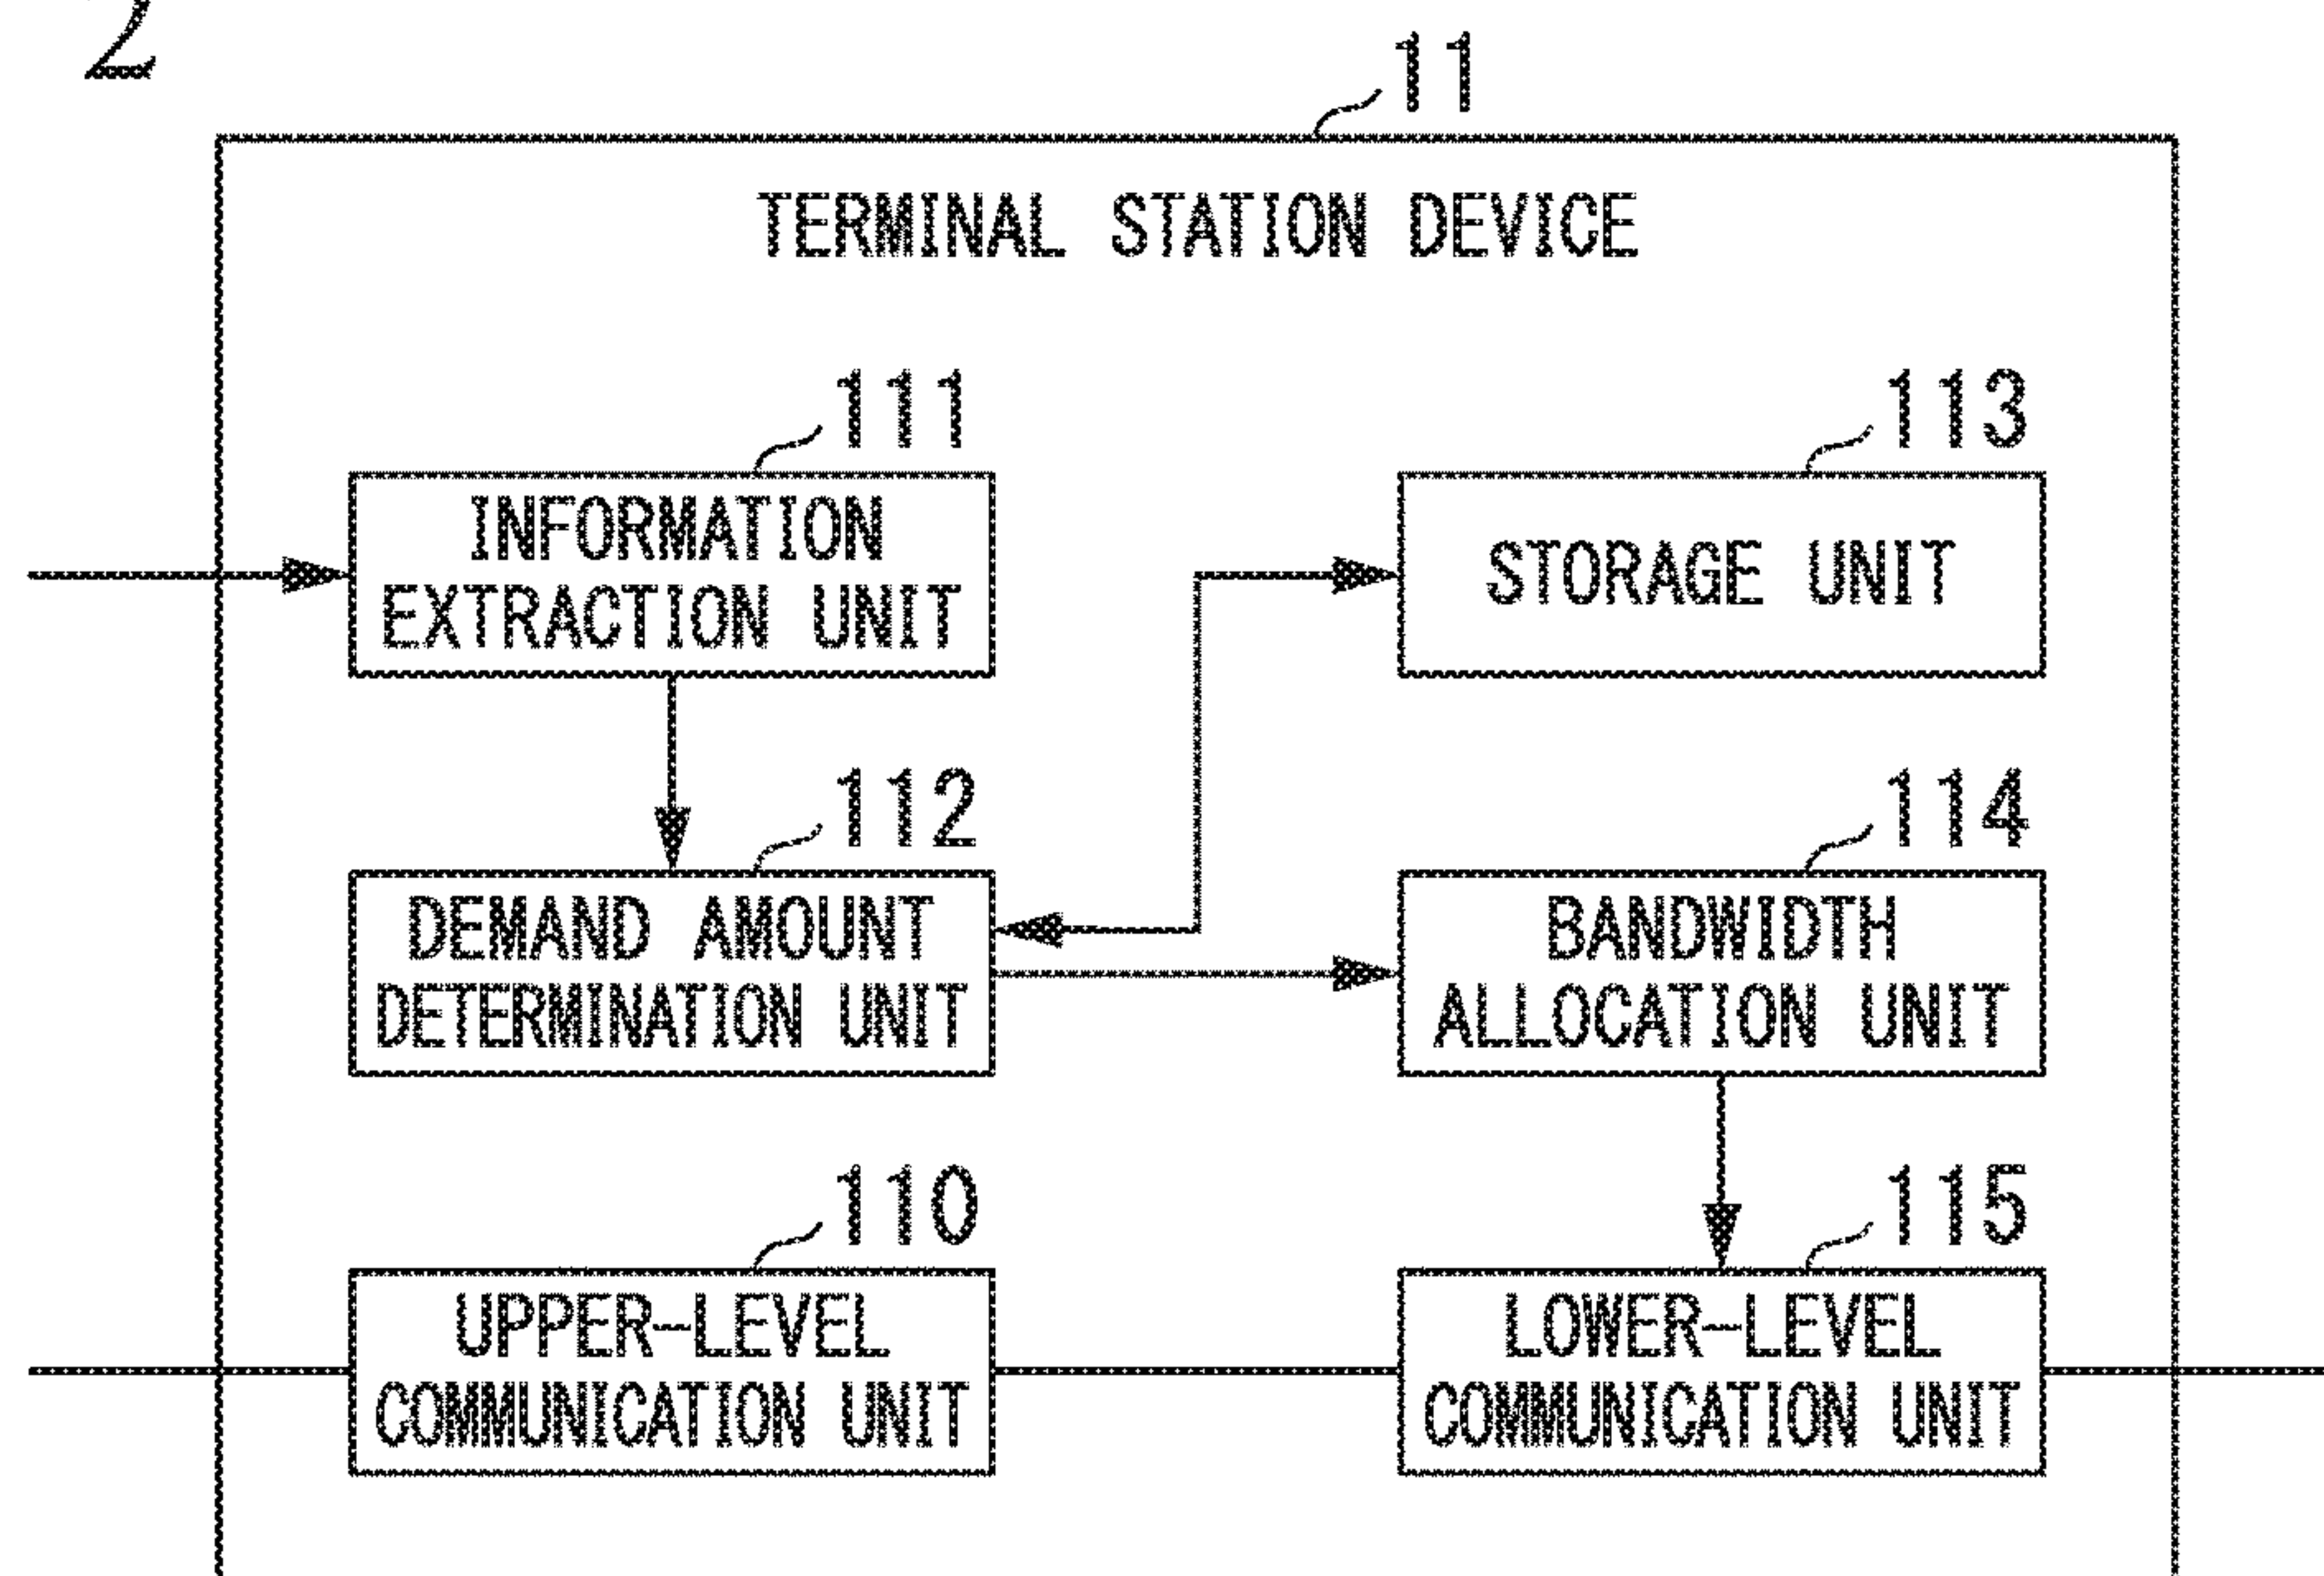 2
11
TERMINAL STATION DEVICE
111
INFORMATION
EXTRACTION UNIT
113
STORAGE UNIT
112
DEMAND AMOUNT
DETERMINATION UNIT
114
BANDWIDTH
ALLOCATION UNIT
110
UPPER-LEVEL
COMMUNICATION UNIT
115
LOWER-LEVEL
COMMUNICATION UNIT